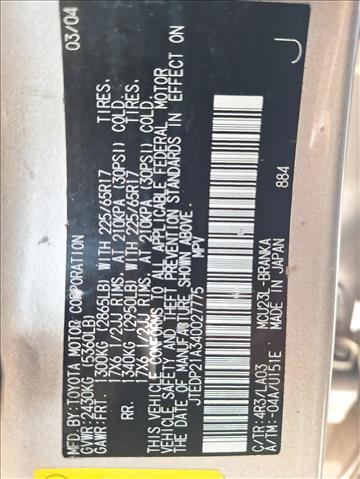 MFD.BY:TOYOTA MOTOR CORPORATION 03/04
GVWR: 2430KG (5360LB)
GAWR:FRT. 1300KG (2865LB) WITH 225/65R17 TIRES.
17X6 1/2JJ RIMS, AT 210KPA (30PSI) COLD.
RR. 1340KG (2950LB) WITH 225/65R17 TIRES.
17X6 1/2JJ RIMS, AT 210KPA (30PSI) COLD.
THIS VEHICLE CONFORMS TO ALL APPLICABLE FEDERAL MOTOR
VEHICLE SAFETY AND THEFT PREVENTION STANDARDS IN EFFECT ON
THE DATE OF MANUFACTURE SHOWN ABOVE.
JTEDP21A340027775 MPV J
C/TR:4R3/LA03 MCU23L-BRANKA 884
A/TM:-04A/U151E MADE IN JAPAN